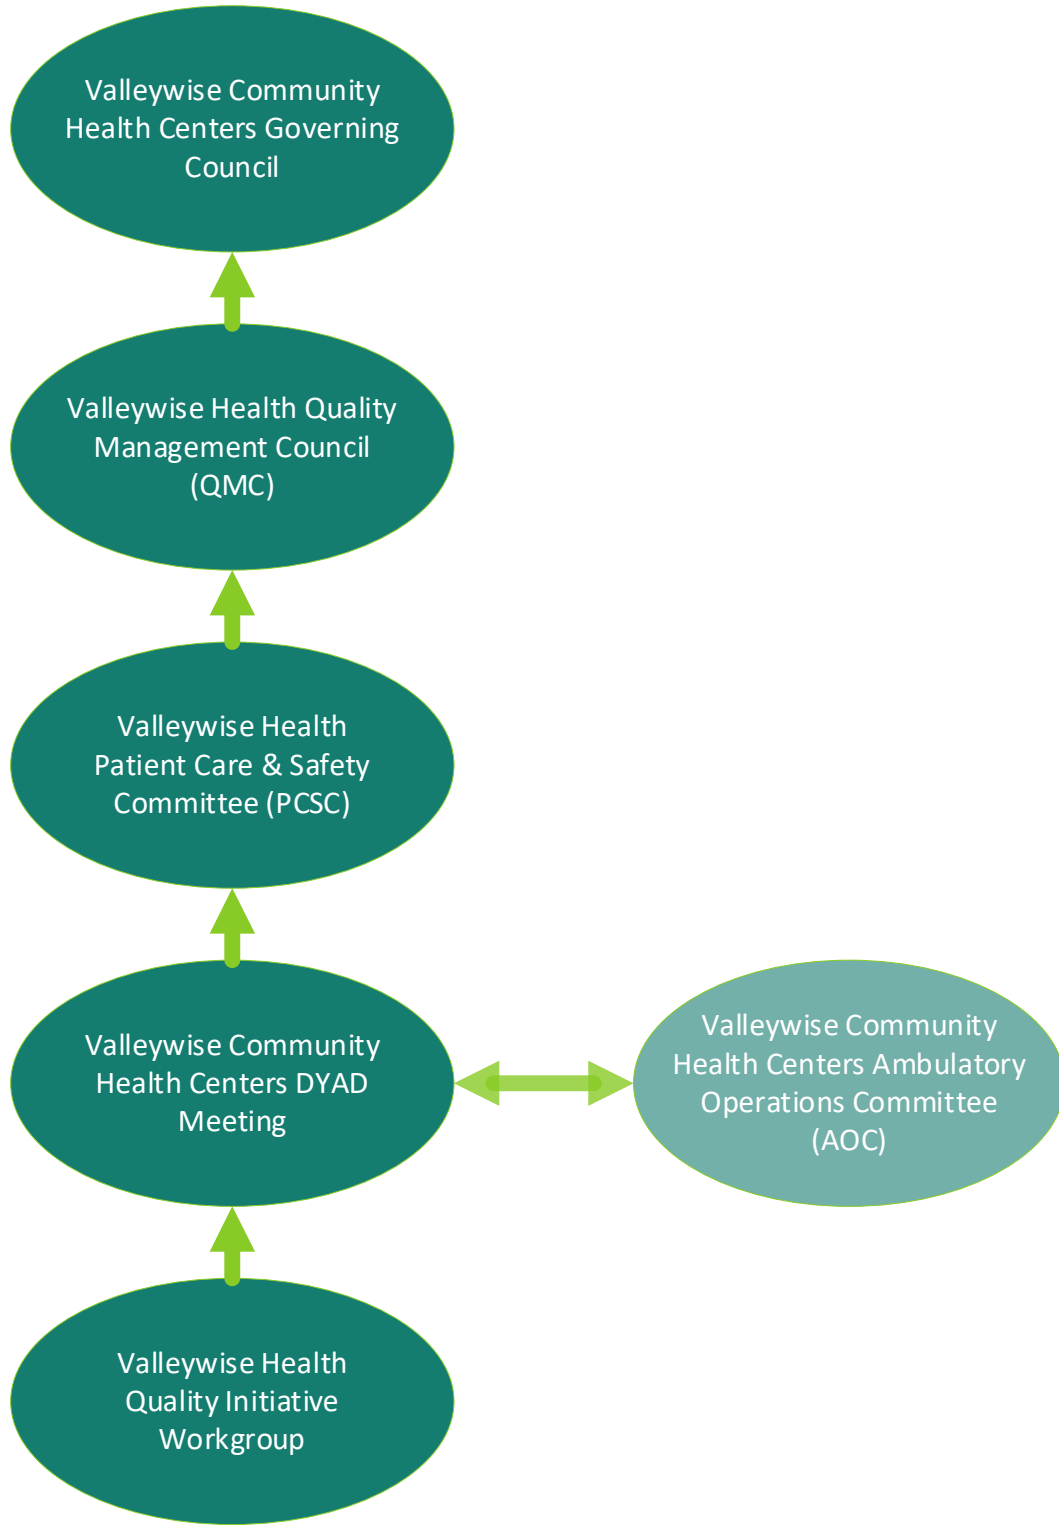 Valleywise Community
Health Centers Governing
Council
Valleywise Health Quality
Management Council
(QMC)
Valleywise Health
Patient Care & Safety
Committee (PCSC)
Valleywise Community
Health Centers DYAD
Meeting
Valleywise Community
Health Centers Ambulatory
Operations Committee
(AOC)
Valleywise Health
Quality Initiative
Workgroup